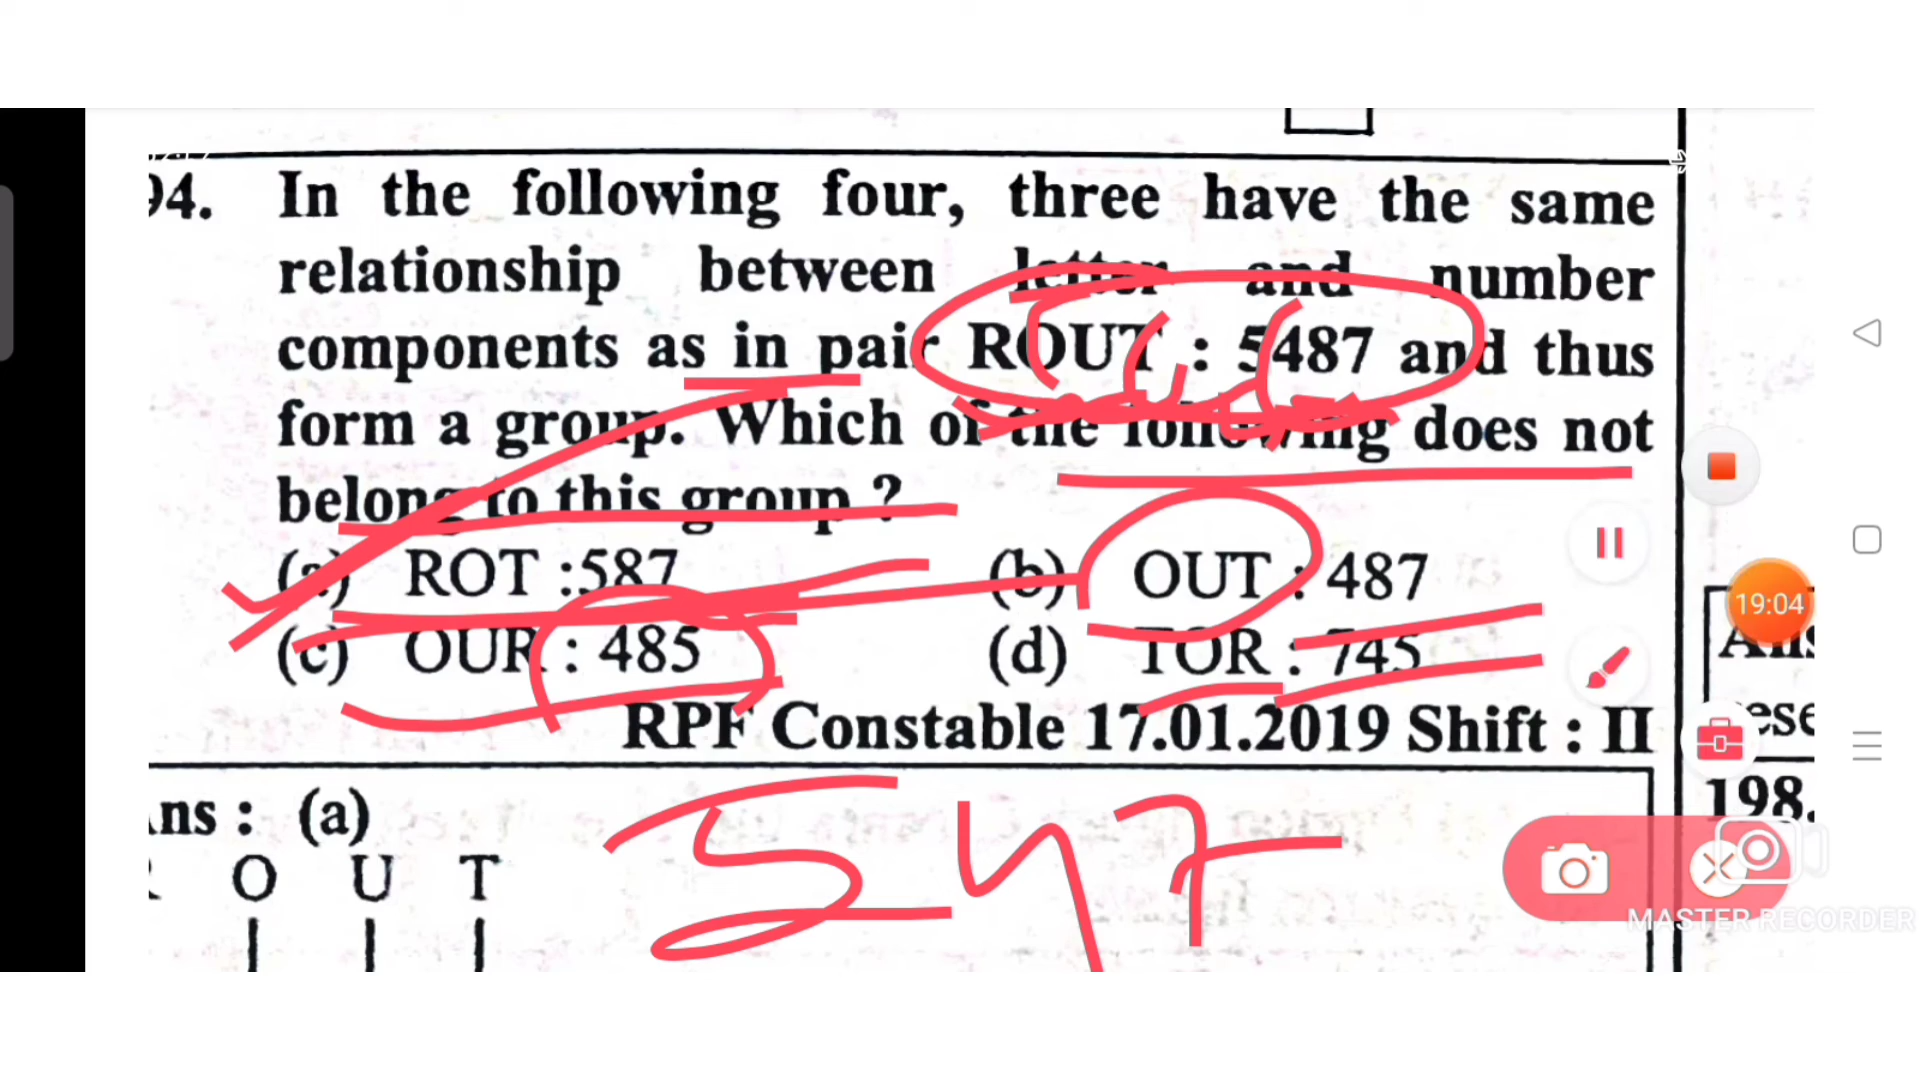 94. In the following four, three have the same
relationship between letter and number
components as in pair ROUT : 5487 and thus
form a group. Which of the following does not
belong to this group ?
(a) ROT :587 (b) OUT : 487
(c) OUR : 485 (d) TOR : 745
RPF Constable 17.01.2019 Shift : II
Ans : (a)
O U T
547
19:04
198.
MASTER RECORDER